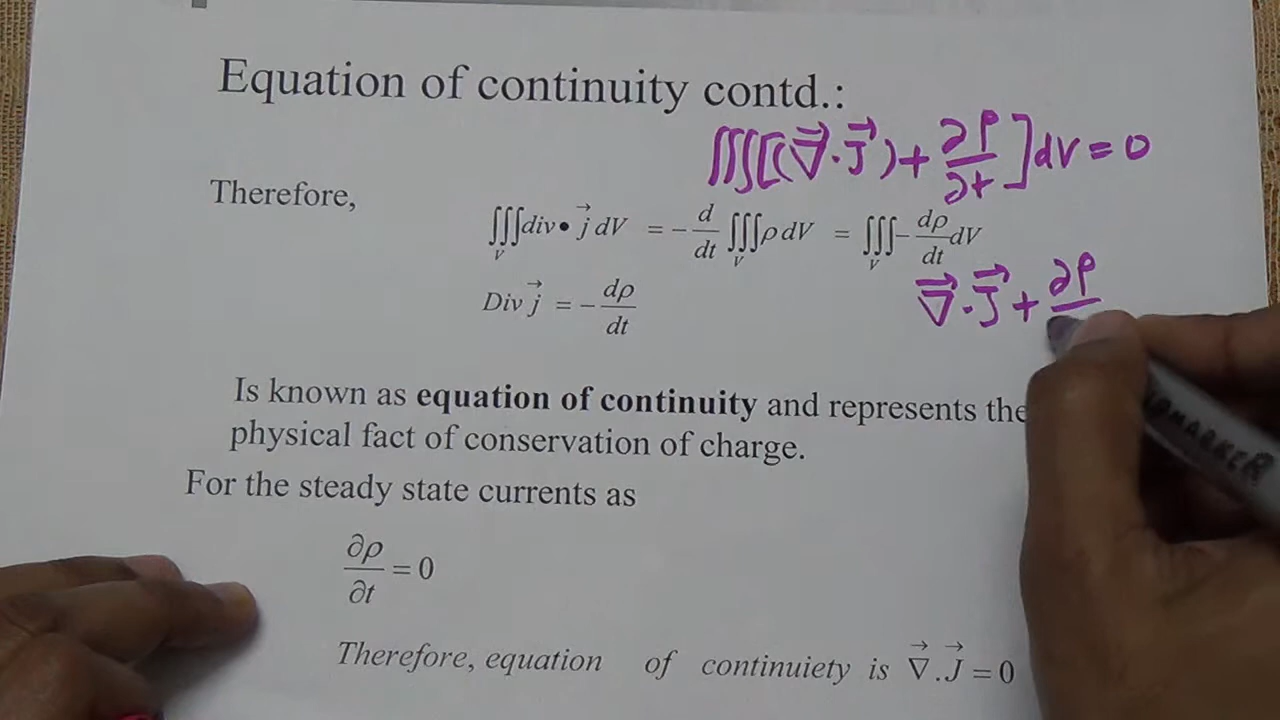 Equation of continuity contd.:
∭[(∇⃗.J⃗)+∂ρ/∂t]dV=0
Therefore,
∭_V div• j⃗ dV = -d/dt ∭_V ρ dV = ∭_V -dρ/dt dV
Div j⃗ = -dρ/dt
∇⃗.J⃗+∂ρ
Is known as equation of continuity and represents the
physical fact of conservation of charge.
For the steady state currents as
∂ρ/∂t = 0
Therefore, equation of continuiety is ∇⃗.J⃗ = 0